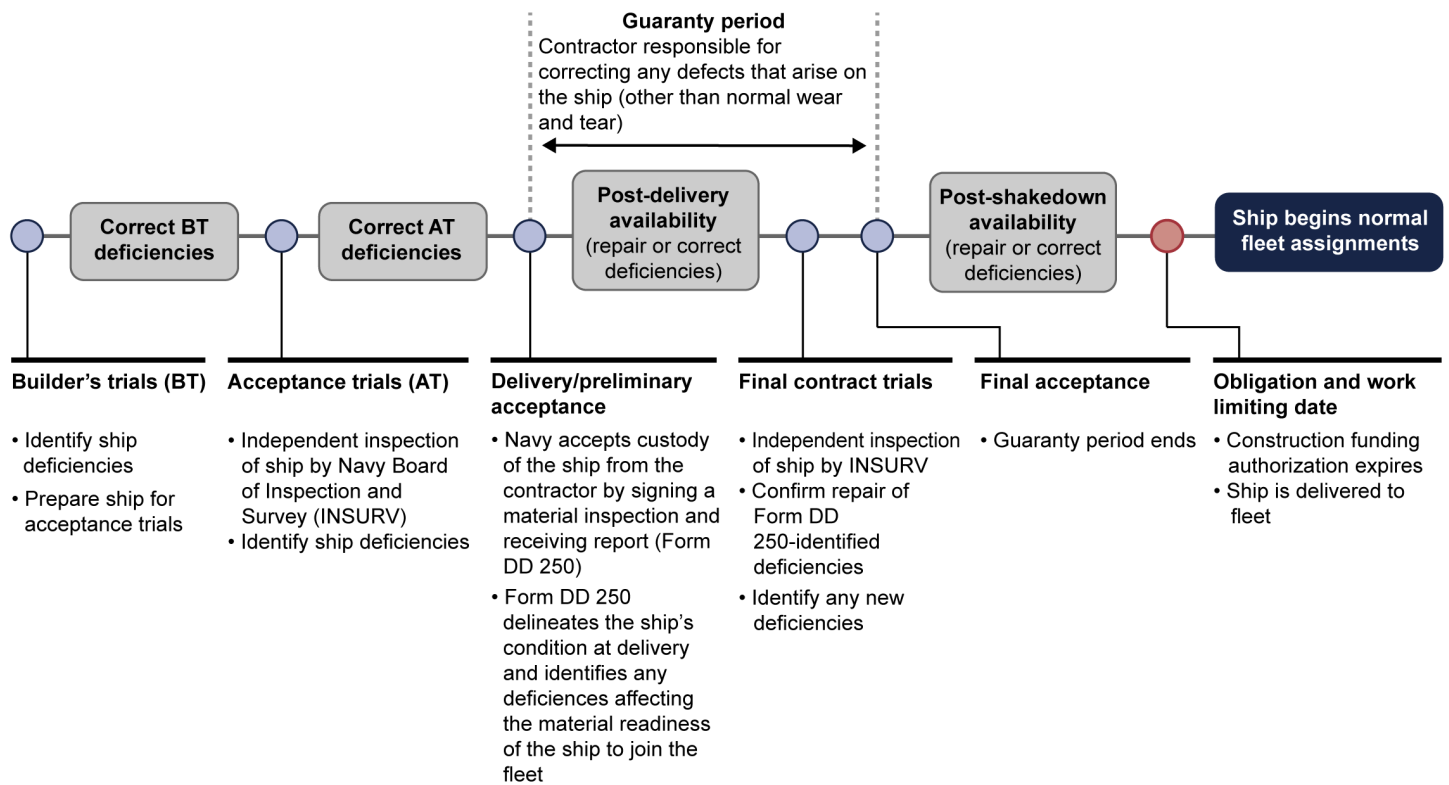 Guaranty period
Contractor responsible for
correcting any defects that arise on
the ship (other than normal wear
and tear)
Correct BT
deficiencies
Correct AT
deficiencies
Post-delivery
availability
(repair or correct
deficiencies)
Post-shakedown
availability
(repair or correct
deficiencies)
Ship begins normal
fleet assignments
Builder’s trials (BT)
• Identify ship
deficiencies
• Prepare ship for
acceptance trials
Acceptance trials (AT)
• Independent inspection
of ship by Navy Board
of Inspection and
Survey (INSURV)
• Identify ship deficiencies
Delivery/preliminary
acceptance
• Navy accepts custody
of the ship from the
contractor by signing a
material inspection and
receiving report (Form
DD 250)
• Form DD 250
delineates the ship’s
condition at delivery
and identifies any
deficiences affecting
the material readiness
of the ship to join the
fleet
Final contract trials
• Independent inspection
of ship by INSURV
• Confirm repair of
Form DD
250-identified
deficiencies
• Identify any new
deficiencies
Final acceptance
• Guaranty period ends
Obligation and work
limiting date
• Construction funding
authorization expires
• Ship is delivered to
fleet